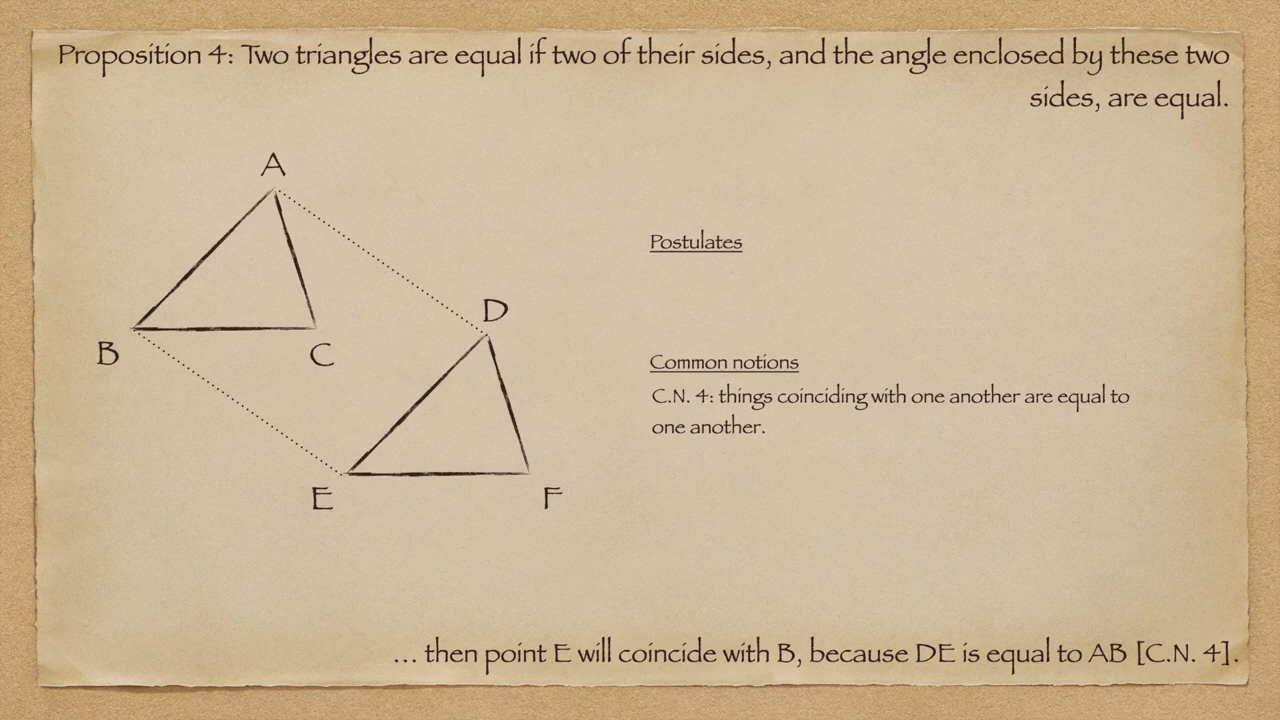 Proposition 4: Two triangles are equal if two of their sides, and the angle enclosed by these two
sides, are equal.
A
B
C
D
E
F
Postulates
Common notions
C.N. 4: things coinciding with one another are equal to
one another.
… then point E will coincide with B, because DE is equal to AB [C.N. 4].